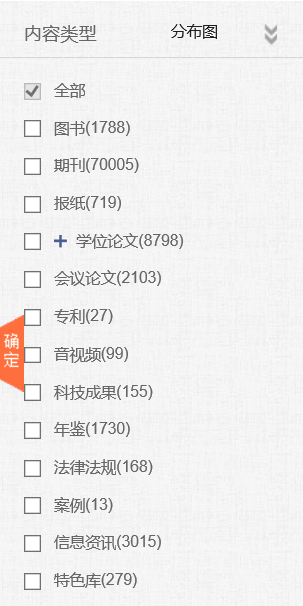 内容类型 分布图
全部
图书(1788)
期刊(70005)
报纸(719)
学位论文(8798)
会议论文(2103)
专利(27)
音视频(99)
确定
科技成果(155)
年鉴(1730)
法律法规(168)
案例(13)
信息资讯(3015)
特色库(279)